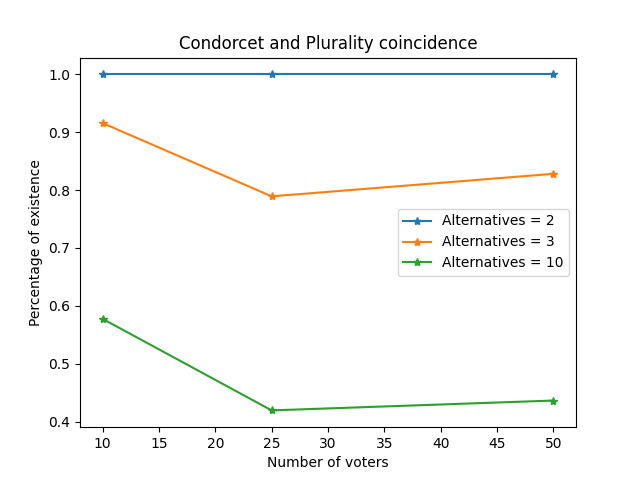 Condorcet and Plurality coincidence
Percentage of existence
1.0
0.9
0.8
0.7
0.6
0.5
0.4
Alternatives = 2
Alternatives = 3
Alternatives = 10
10 15 20 25 30 35 40 45 50
Number of voters